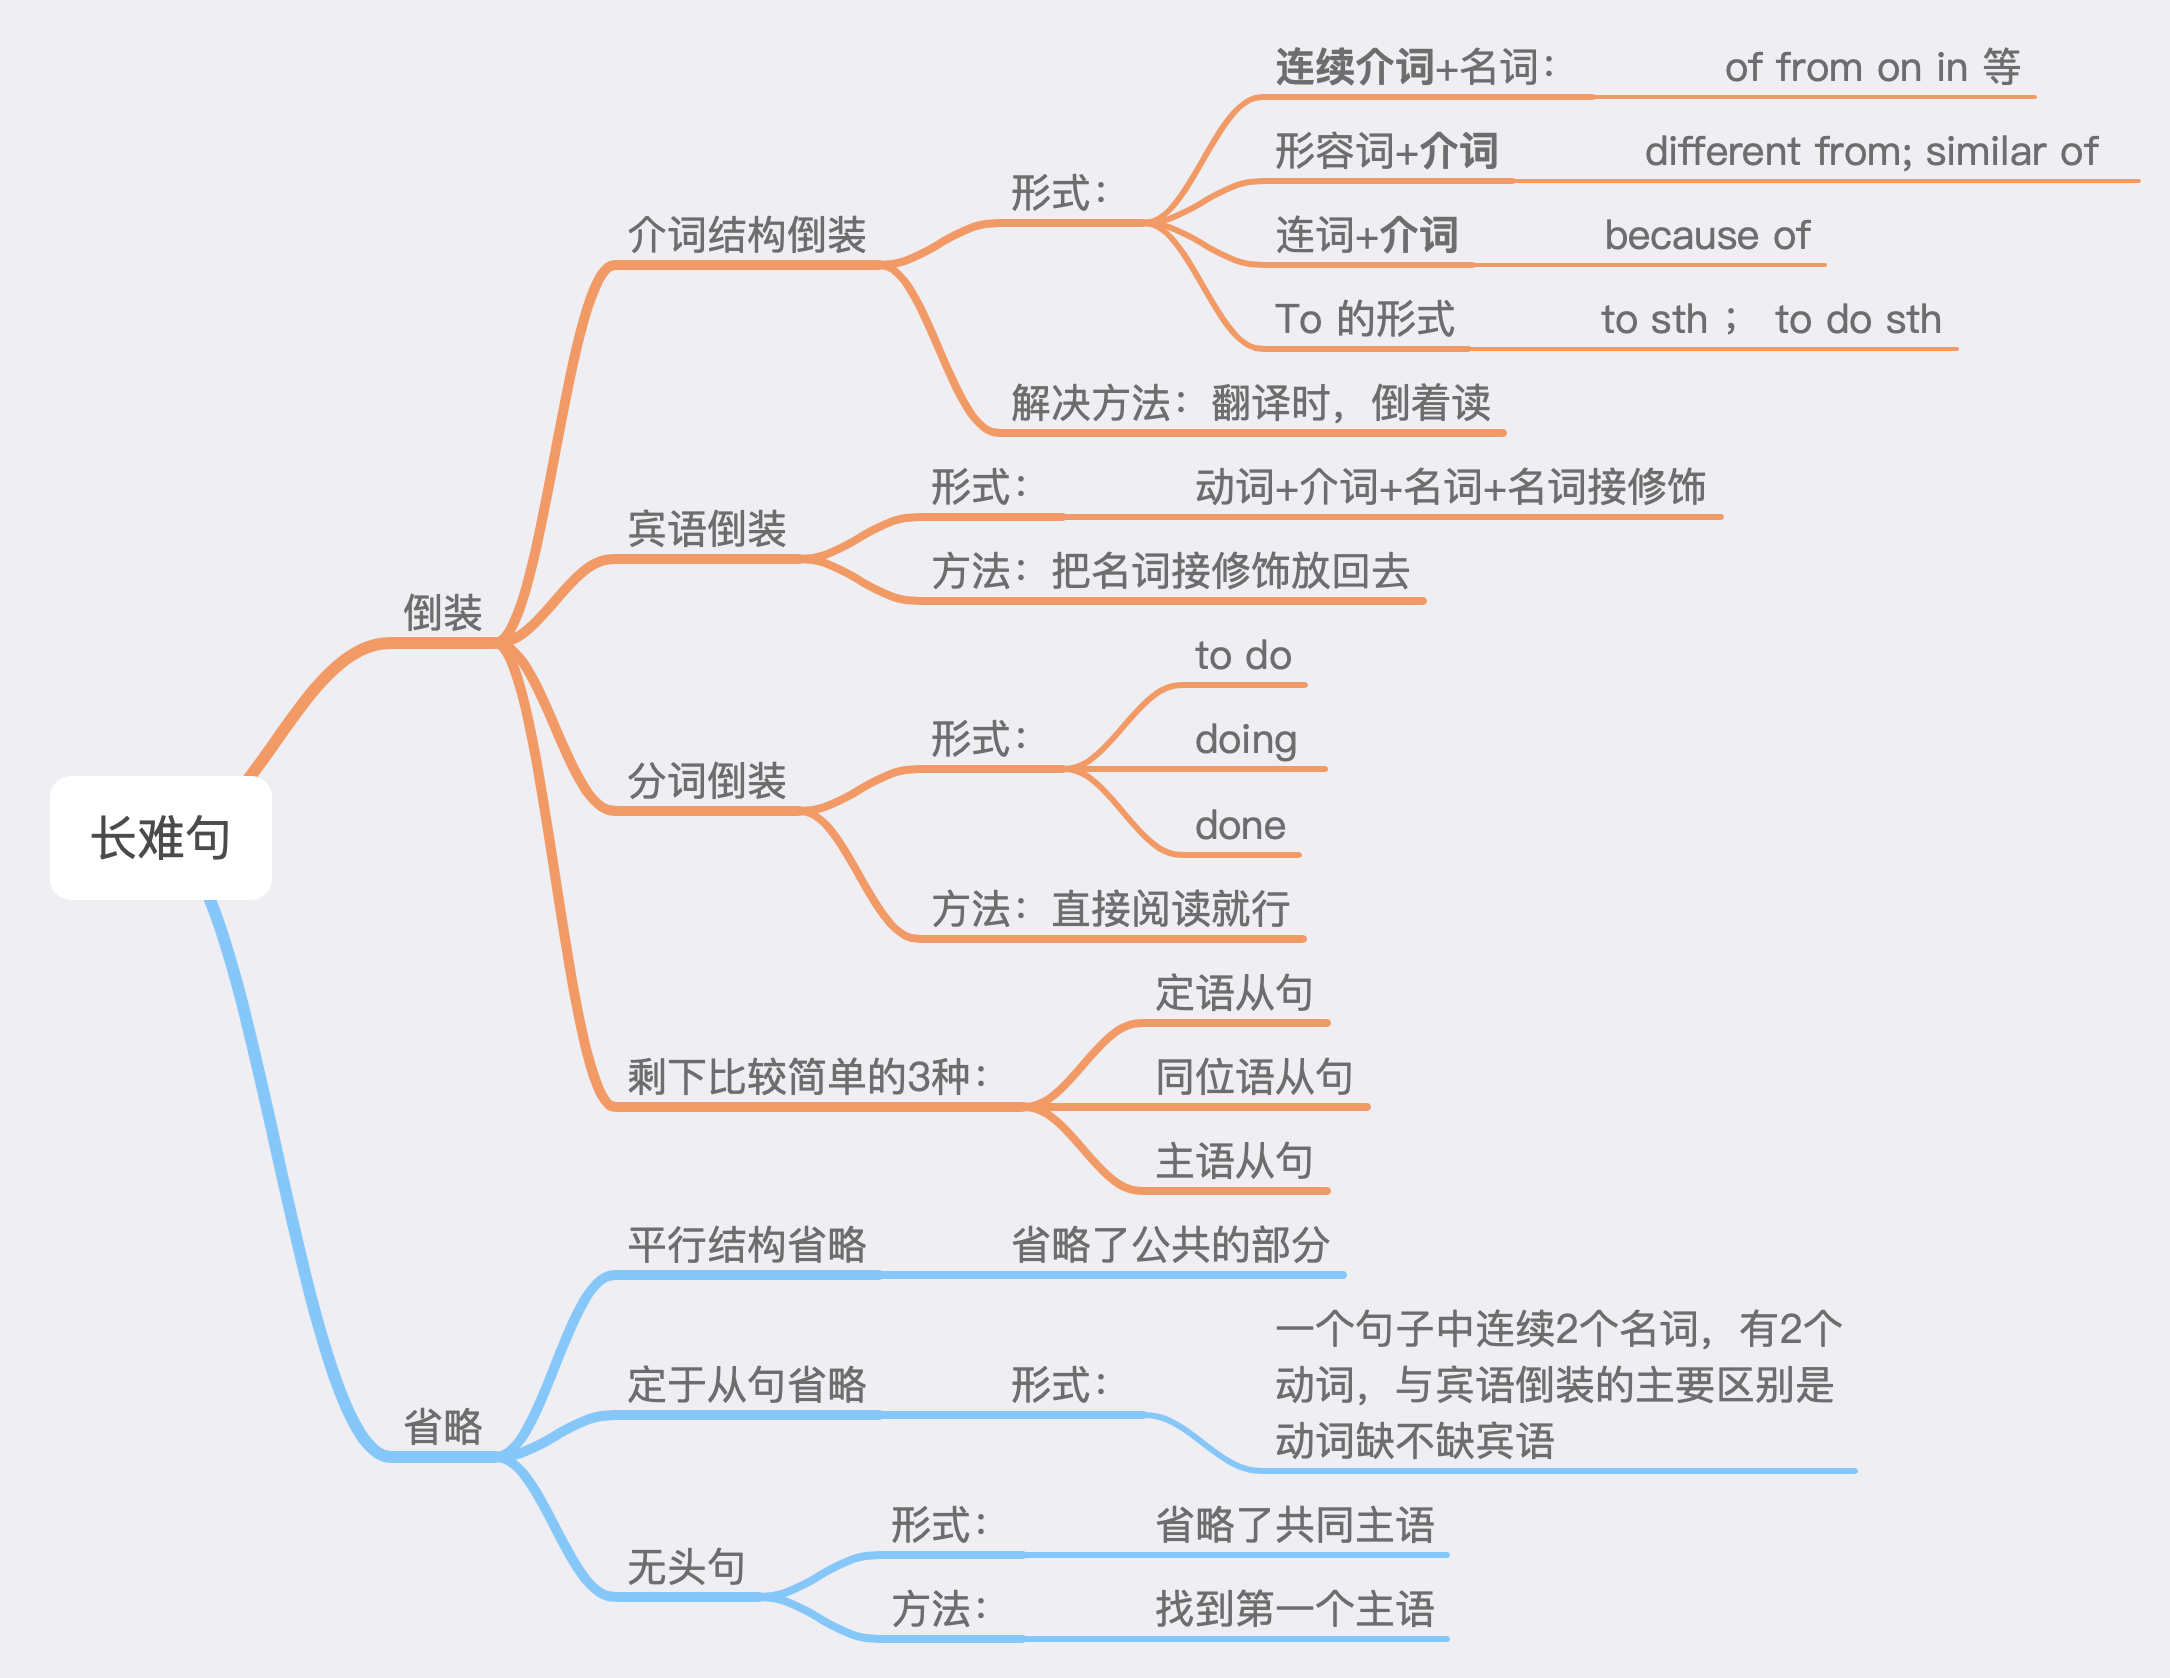 长难句
倒装
介词结构倒装
形式：
连续介词+名词： of from on in 等
形容词+介词 different from; similar of
连词+介词 because of
To 的形式 to sth ； to do sth
解决方法：翻译时，倒着读
宾语倒装
形式： 动词+介词+名词+名词接修饰
方法：把名词接修饰放回去
分词倒装
形式：
to do
doing
done
方法：直接阅读就行
剩下比较简单的3种：
定语从句
同位语从句
主语从句
省略
平行结构省略 省略了公共的部分
定于从句省略 形式：
一个句子中连续2个名词，有2个
动词，与宾语倒装的主要区别是
动词缺不缺宾语
无头句
形式： 省略了共同主语
方法： 找到第一个主语